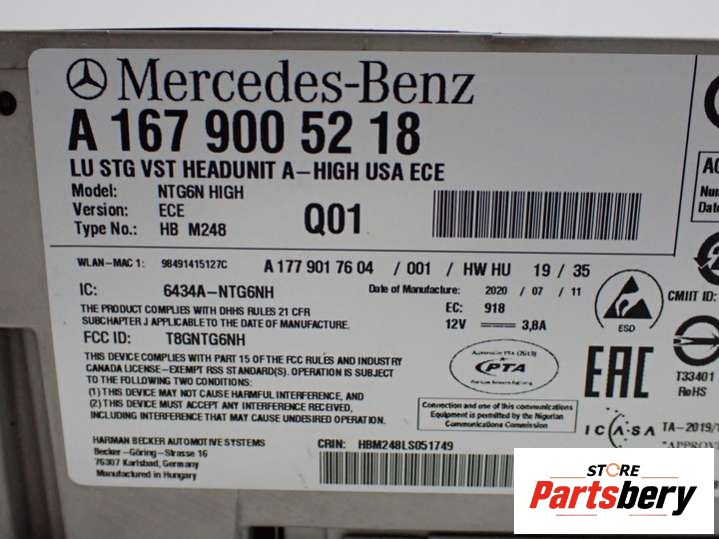 Mercedes-Benz
A 167 900 52 18
LU STG VST HEADUNIT A-HIGH USA ECE
Model: NTG6N HIGH
Version: ECE
Type No.: HB M248
Q01
WLAN-MAC 1: 98491415127C
A 177 901 76 04 / 001 / HW HU 19 / 35
IC: 6434A-NTG6NH
Date of Manufacture: 2020 / 07 / 11
THE PRODUCT COMPLIES WITH DHHS RULES 21 CFR
SUBCHAPTER J APPLICABLE TO THE DATE OF MANUFACTURE.
EC: 918
12V 3,8A
FCC ID: T8GNTG6NH
THIS DEVICE COMPLIES WITH PART 15 OF THE FCC RULES AND INDUSTRY
CANADA LICENSE-EXEMPT RSS STANDARD(S). OPERATION IS SUBJECT
TO THE FOLLOWING TWO CONDITIONS:
(1) THIS DEVICE MAY NOT CAUSE HARMFUL INTERFERENCE, AND
(2) THIS DEVICE MUST ACCEPT ANY INTERFERENCE RECEIVED,
INCLUDING INTERFERENCE THAT MAY CAUSE UNDESIRED OPERATION.
PTA
Connection and use of this communications
Equipment is permitted by the Nigerian
Communications Commission
HARMAN BECKER AUTOMOTIVE SYSTEMS
Becker-Göring-Strasse 16
76307 Karlsbad, Germany
Manufactured in Hungary
CRIN: HBM248LS051749
ESD
EAC
CMIIT ID:
T33401
RoHS
ICASA
TA-2019/
"APPROVE
AC
Num
Date
STORE
Partsbery